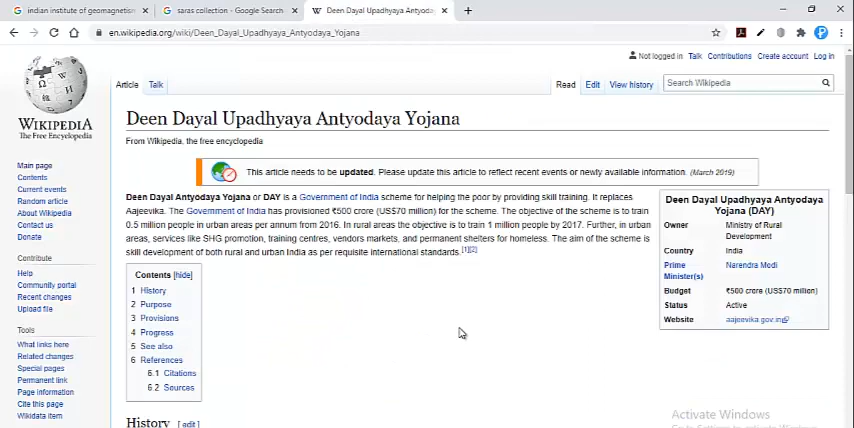 indian institute of geomagnetism
saras collection - Google Search
Deen Dayal Upadhyaya Antyoda
en.wikipedia.org/wiki/Deen_Dayal_Upadhyaya_Antyodaya_Yojana
Not logged in Talk Contributions Create account Log in
Article Talk
Read Edit View history
Search Wikipedia
WIKIPEDIA
The Free Encyclopedia
Main page
Contents
Current events
Random article
About Wikipedia
Contact us
Donate
Contribute
Help
Community portal
Recent changes
Upload file
Tools
What links here
Related changes
Special pages
Permanent link
Page information
Cite this page
Wikidata item
Deen Dayal Upadhyaya Antyodaya Yojana
From Wikipedia, the free encyclopedia
This article needs to be updated. Please update this article to reflect recent events or newly available information. (March 2019)
Deen Dayal Antyodaya Yojana or DAY is a Government of India scheme for helping the poor by providing skill training. It replaces
Aajeevika. The Government of India has provisioned ₹500 crore (US$70 million) for the scheme. The objective of the scheme is to train
0.5 million people in urban areas per annum from 2016. In rural areas the objective is to train 1 million people by 2017. Further, in urban
areas, services like SHG promotion, training centres, vendors markets, and permanent shelters for homeless. The aim of the scheme is
skill development of both rural and urban India as per requisite international standards.[1][2]
Contents [hide]
1 History
2 Purpose
3 Provisions
4 Progress
5 See also
6 References
6.1 Citations
6.2 Sources
History [ edit ]
Deen Dayal Upadhyaya Antyodaya
Yojana (DAY)
Owner Ministry of Rural
Development
Country India
Prime Narendra Modi
Minister(s)
Budget ₹500 crore (US$70 million)
Status Active
Website aajeevika.gov.in
Activate Windows